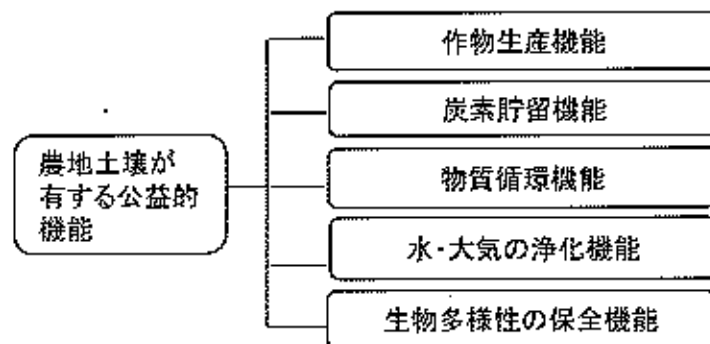 農地土壌が
有する公益的
機能
作物生産機能
炭素貯留機能
物質循環機能
水・大気の浄化機能
生物多様性の保全機能